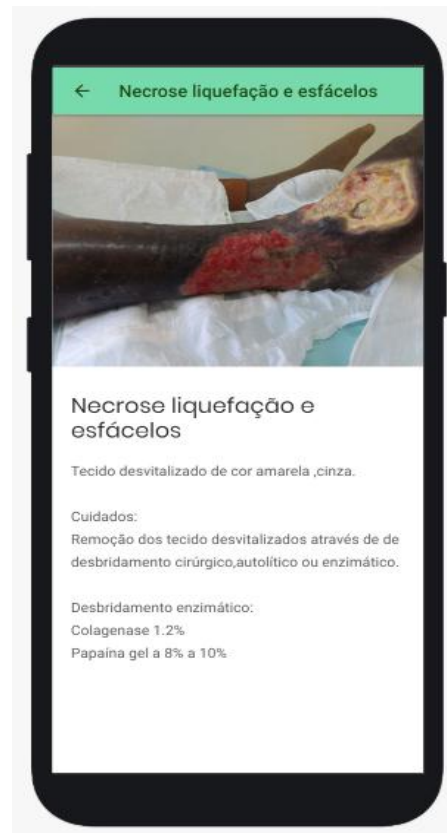 Necrose liquefação e esfácelos
Necrose liquefação e
esfácelos
Tecido desvitalizado de cor amarela ,cinza.
Cuidados:
Remoção dos tecido desvitalizados através de de
desbridamento cirúrgico,autolítico ou enzimático.
Desbridamento enzimático:
Colagenase 1.2%
Papaína gel a 8% a 10%